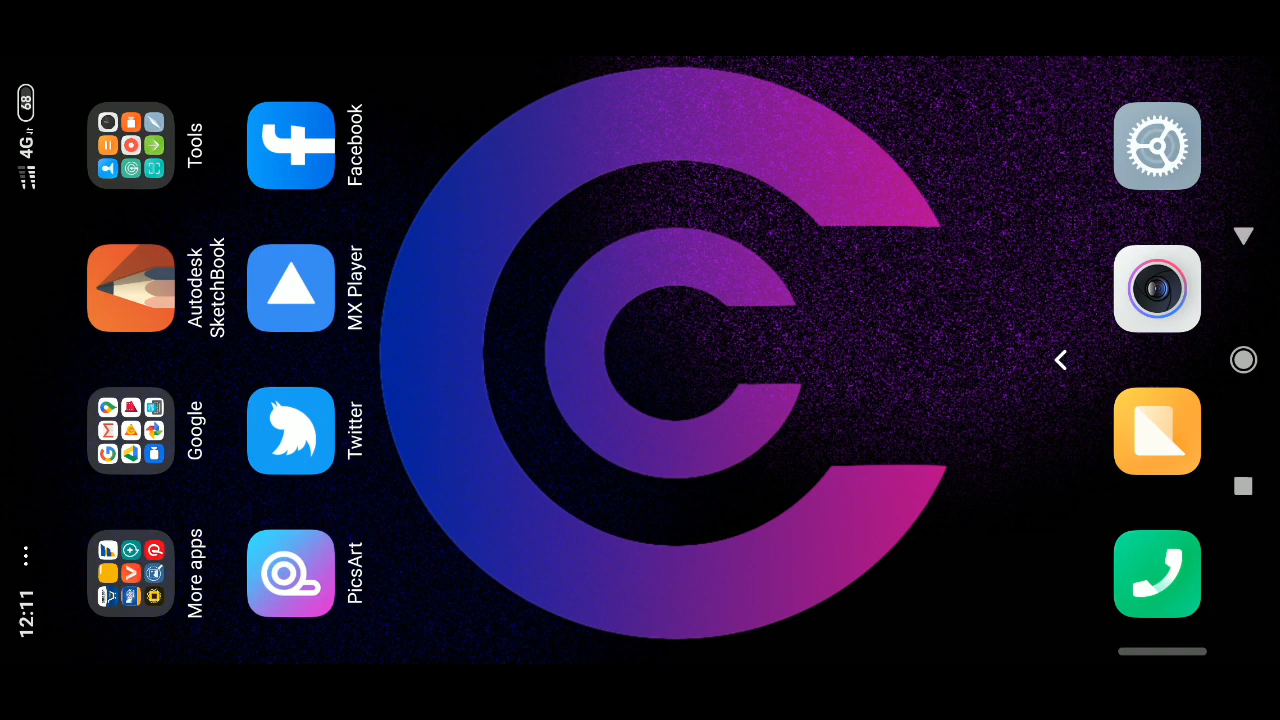 12:11 ... 4G 68
More apps
Google
Autodesk
SketchBook
Tools
PicsArt
Twitter
MX Player
Facebook